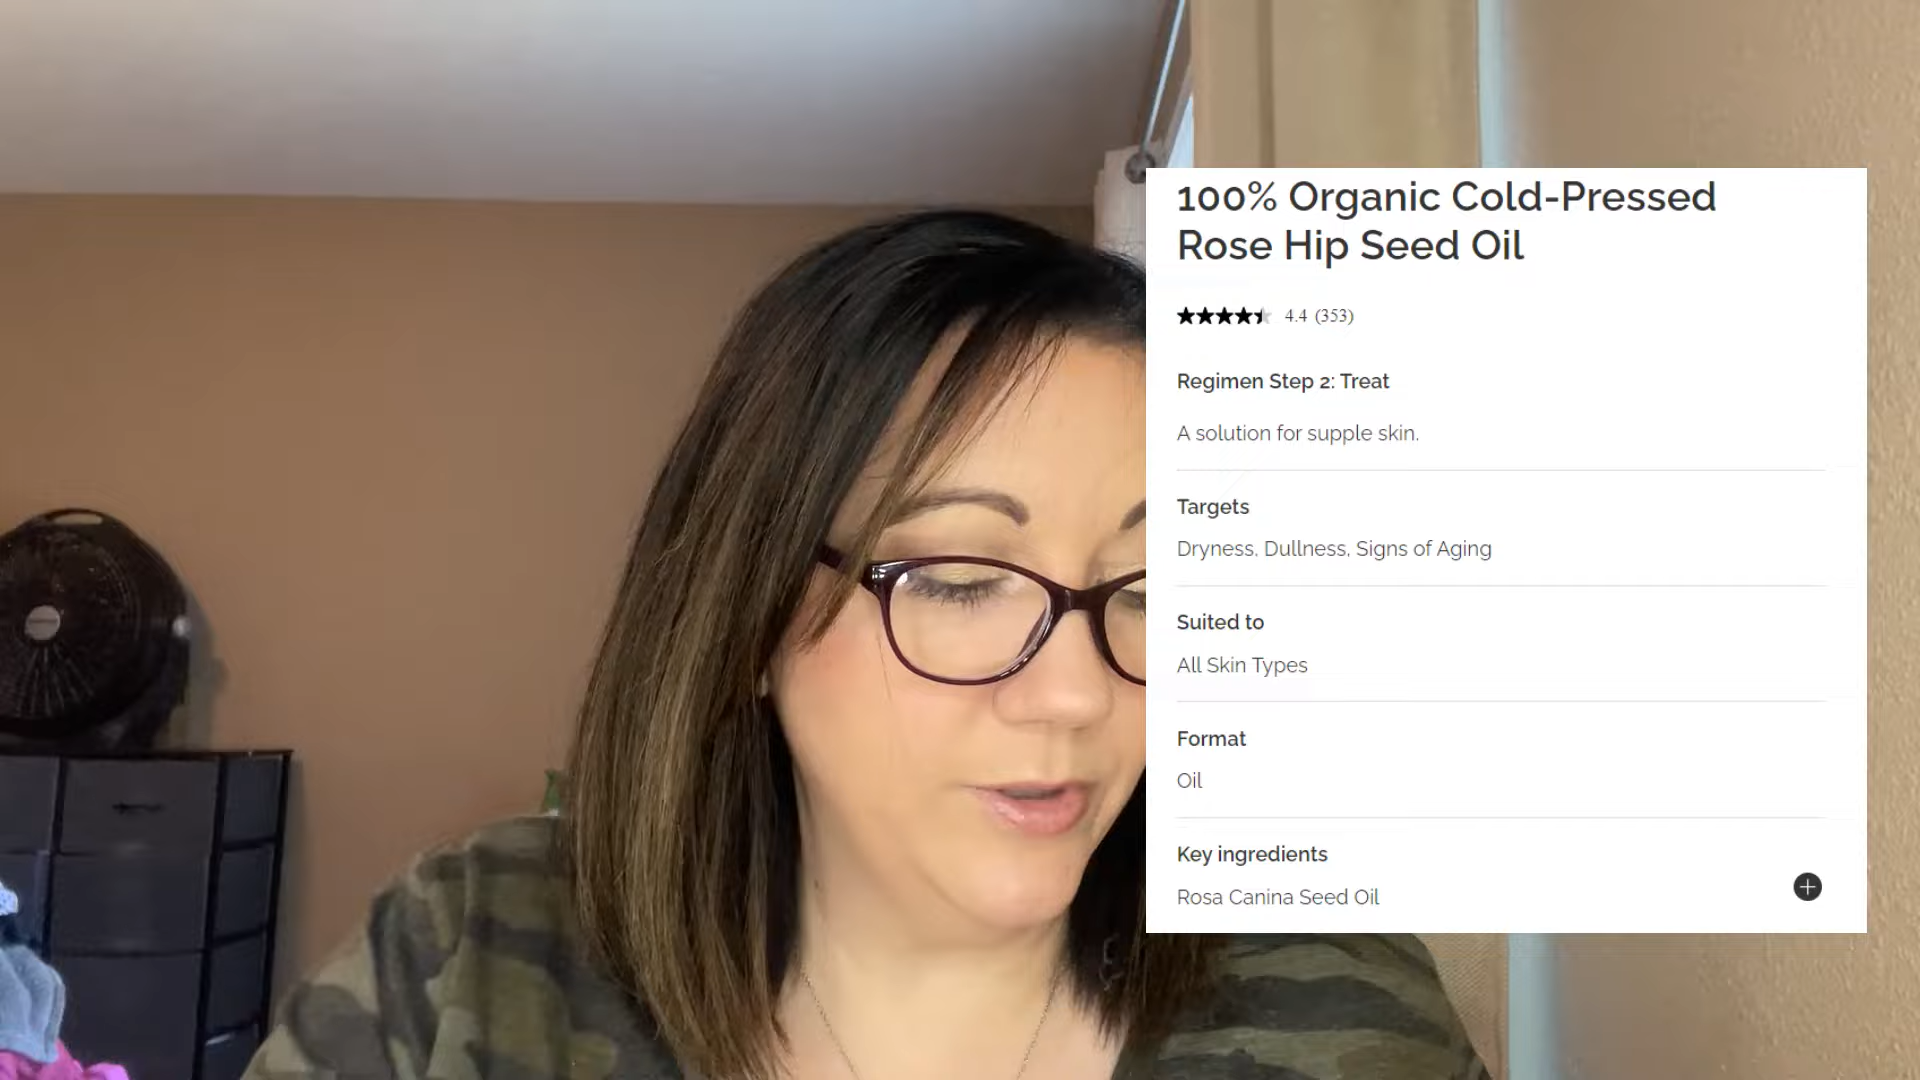 100% Organic Cold-Pressed
Rose Hip Seed Oil
4.4 (353)
Regimen Step 2: Treat
A solution for supple skin.
Targets
Dryness, Dullness, Signs of Aging
Suited to
All Skin Types
Format
Oil
Key ingredients
Rosa Canina Seed Oil